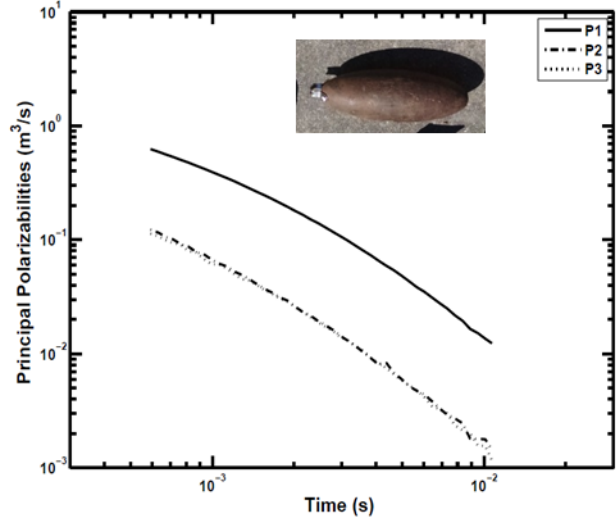 10¹
10⁰
10⁻¹
10⁻²
10⁻³
Principal Polarizabilities (m³/s)
P1
P2
P3
10⁻³
10⁻²
Time (s)